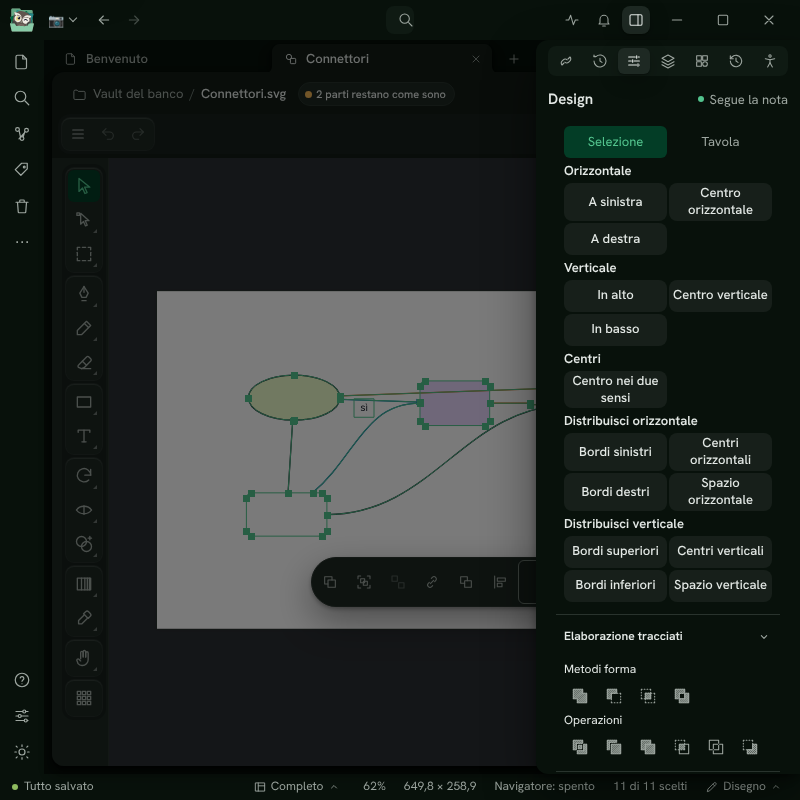 Benvenuto
Connettori
Vault del banco / Connettori.svg
2 parti restano come sono
sì
Design
Segue la nota
Selezione
Tavola
Orizzontale
A sinistra
Centro
orizzontale
A destra
Verticale
In alto
Centro verticale
In basso
Centri
Centro nei due
sensi
Distribuisci orizzontale
Bordi sinistri
Centri
orizzontali
Bordi destri
Spazio
orizzontale
Distribuisci verticale
Bordi superiori
Centri verticali
Bordi inferiori
Spazio verticale
Elaborazione tracciati
Metodi forma
Operazioni
Tutto salvato
Completo
62%
649,8 × 258,9
Navigatore: spento
11 di 11 scelti
Disegno